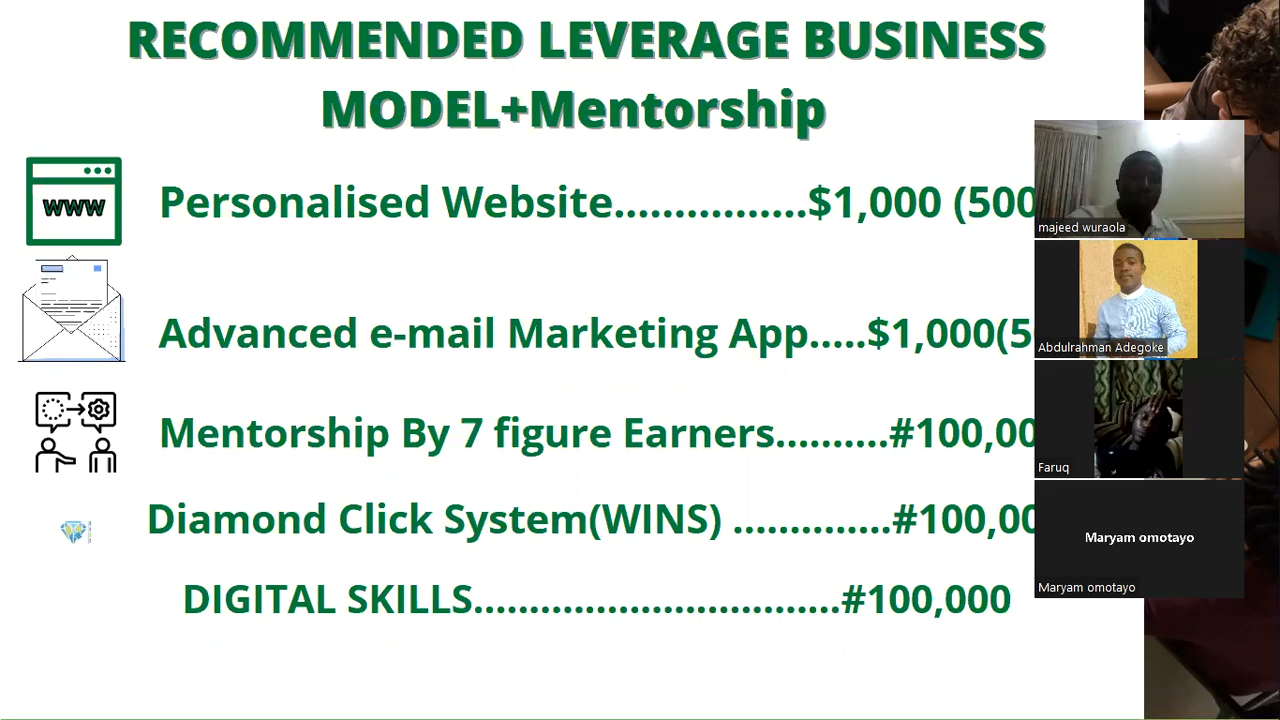 RECOMMENDED LEVERAGE BUSINESS
MODEL+Mentorship
WWW
Personalised Website................$1,000 (500
Advanced e-mail Marketing App.....$1,000(5
Mentorship By 7 figure Earners..........#100,00
Diamond Click System(WINS) ..............#100,00
DIGITAL SKILLS................................#100,000
majeed wuraola
Abdulrahman Adegoke
Faruq
Maryam omotayo
Maryam omotayo